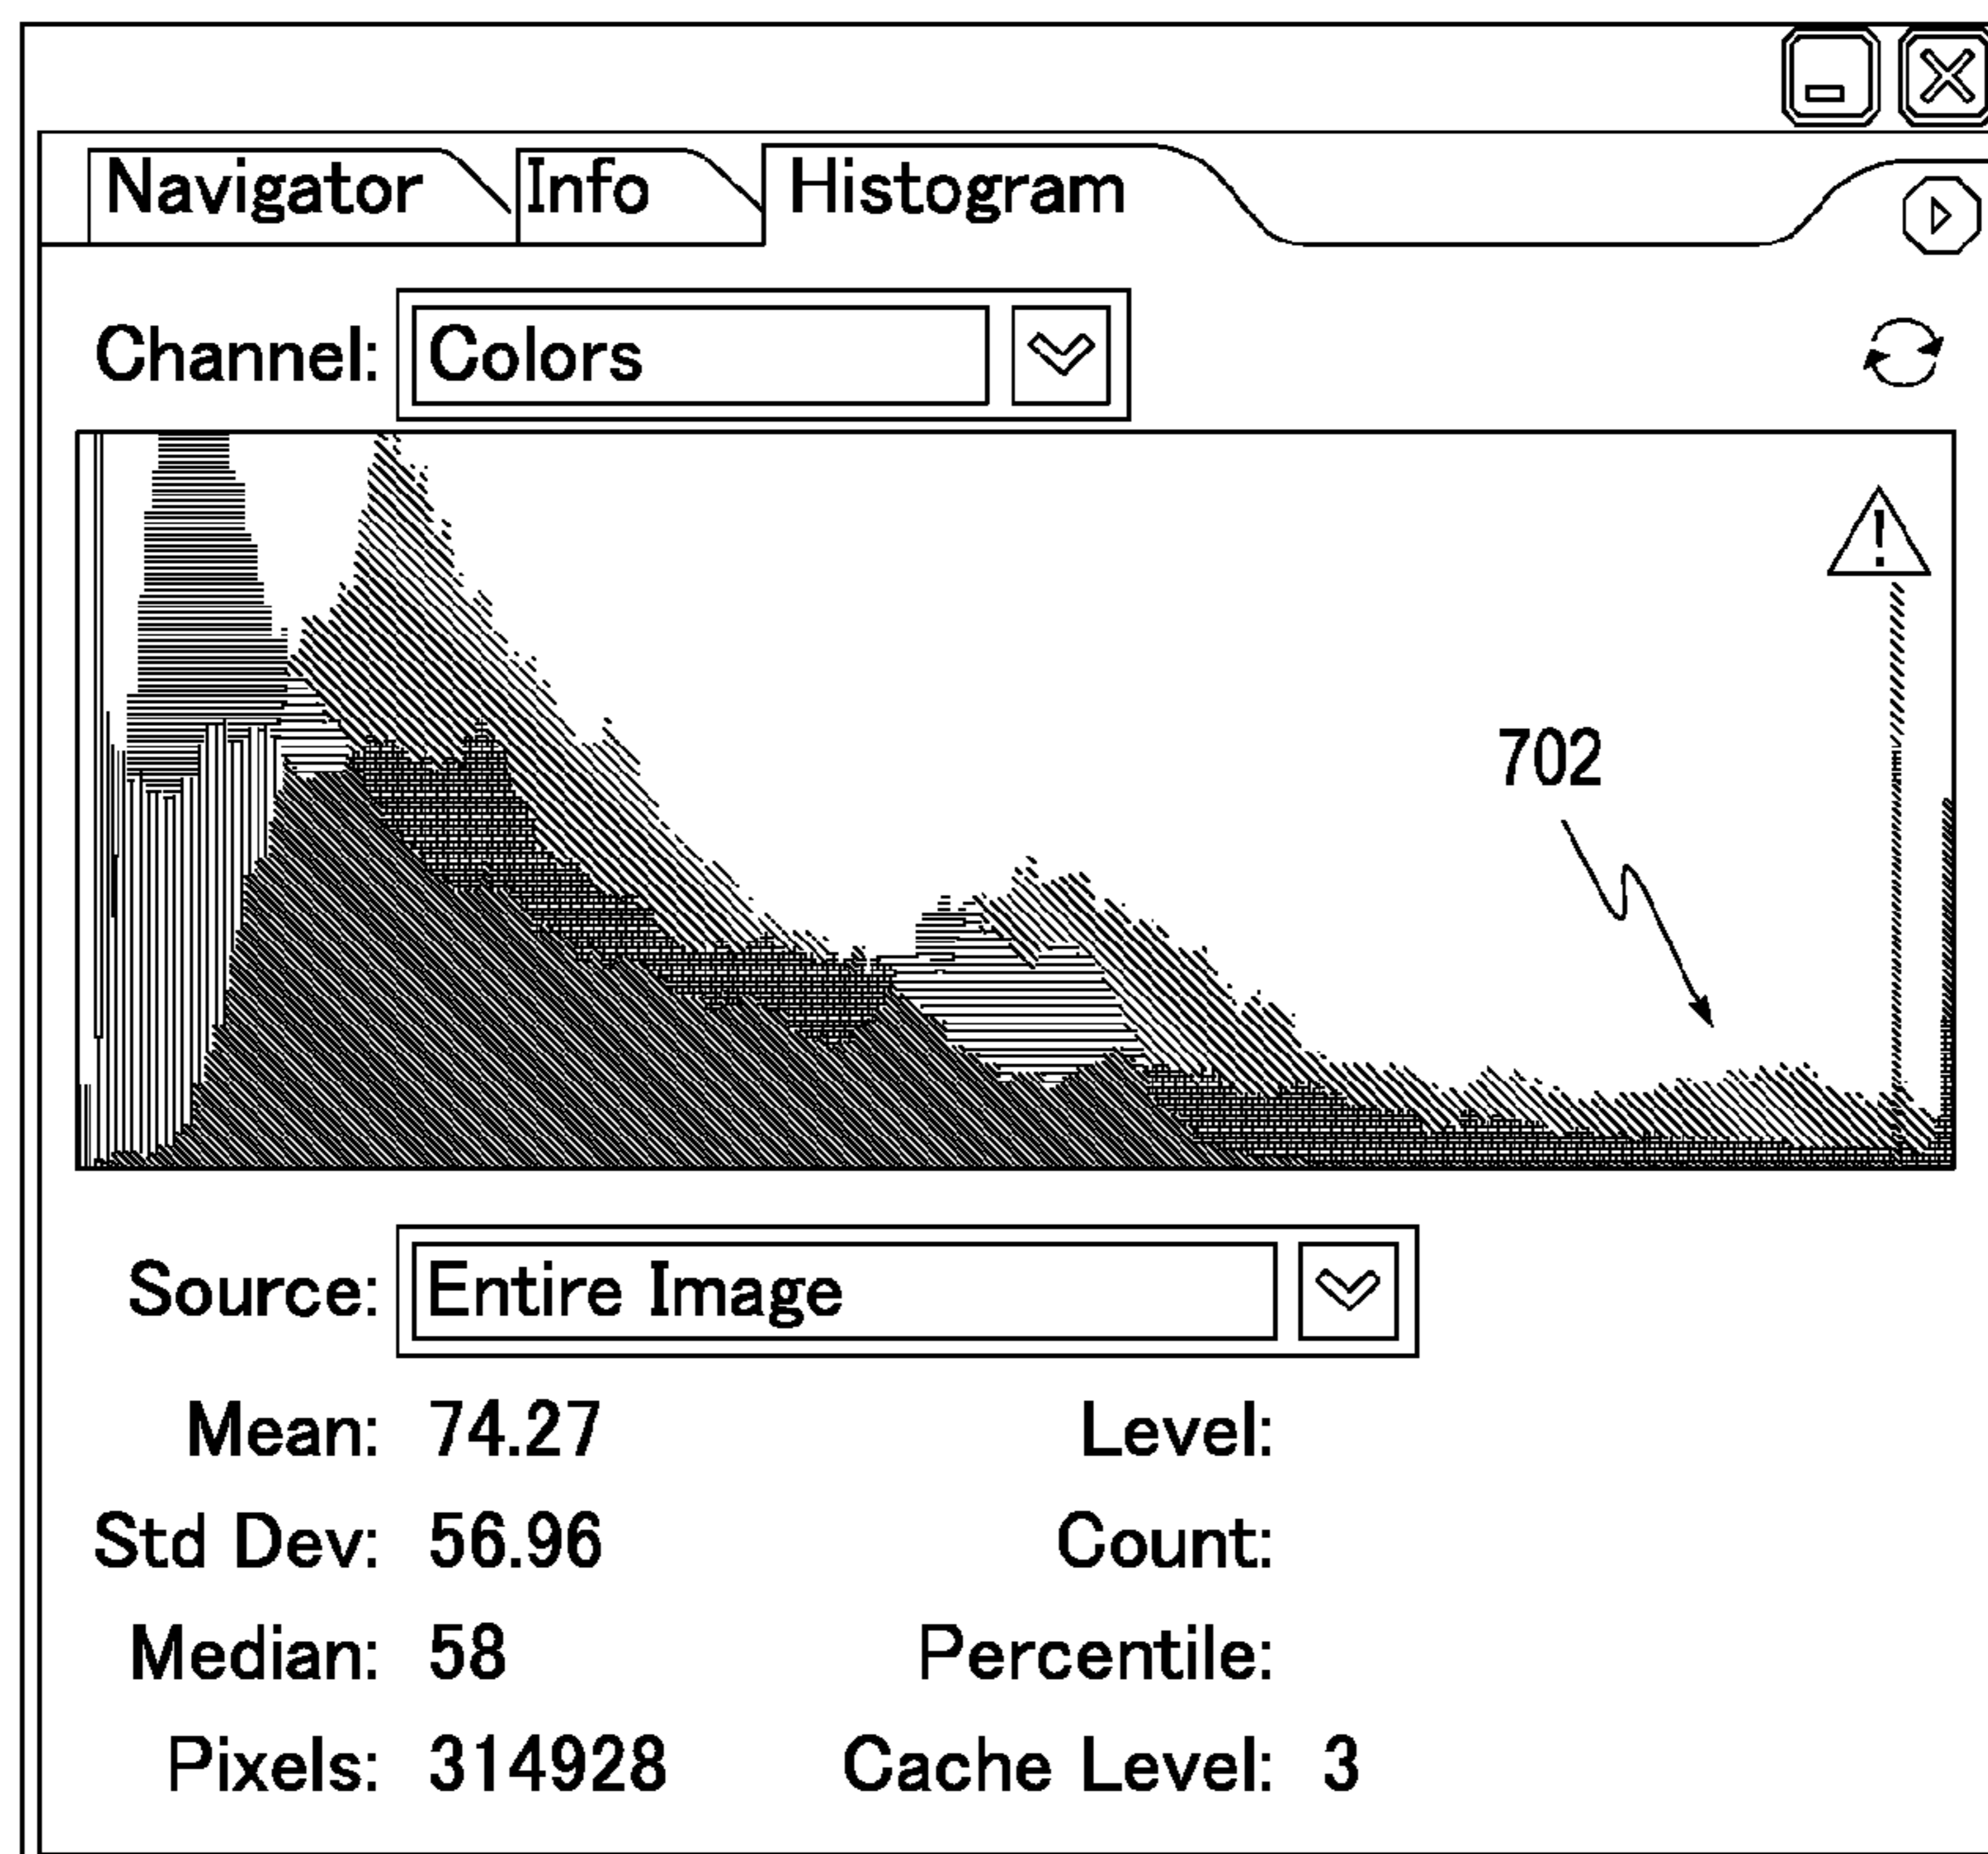 Navigator Info Histogram
Channel: Colors
!
702
Source: Entire Image
Mean: 74.27 Level:
Std Dev: 56.96 Count:
Median: 58 Percentile:
Pixels: 314928 Cache Level: 3